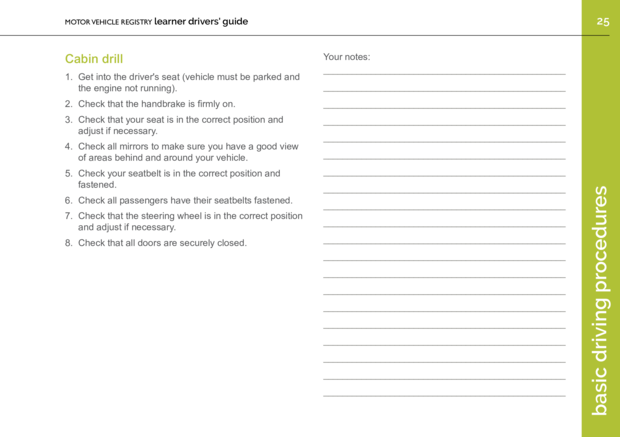 MOTOR VEHICLE REGISTRY learner drivers' guide
25
Cabin drill
1. Get into the driver's seat (vehicle must be parked and
the engine not running).
2. Check that the handbrake is firmly on.
3. Check that your seat is in the correct position and
adjust if necessary.
4. Check all mirrors to make sure you have a good view
of areas behind and around your vehicle.
5. Check your seatbelt is in the correct position and
fastened.
6. Check all passengers have their seatbelts fastened.
7. Check that the steering wheel is in the correct position
and adjust if necessary.
8. Check that all doors are securely closed.
Your notes:
basic driving procedures